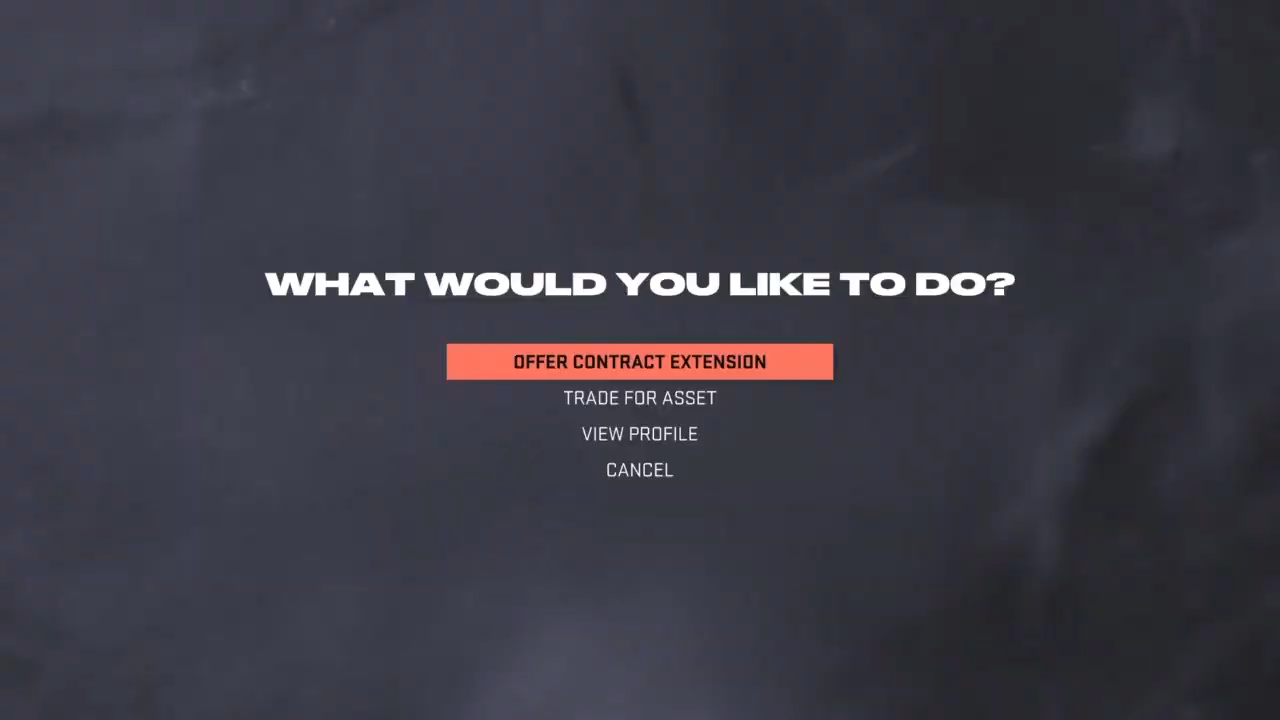 WHAT WOULD YOU LIKE TO DO?
OFFER CONTRACT EXTENSION
TRADE FOR ASSET
VIEW PROFILE
CANCEL